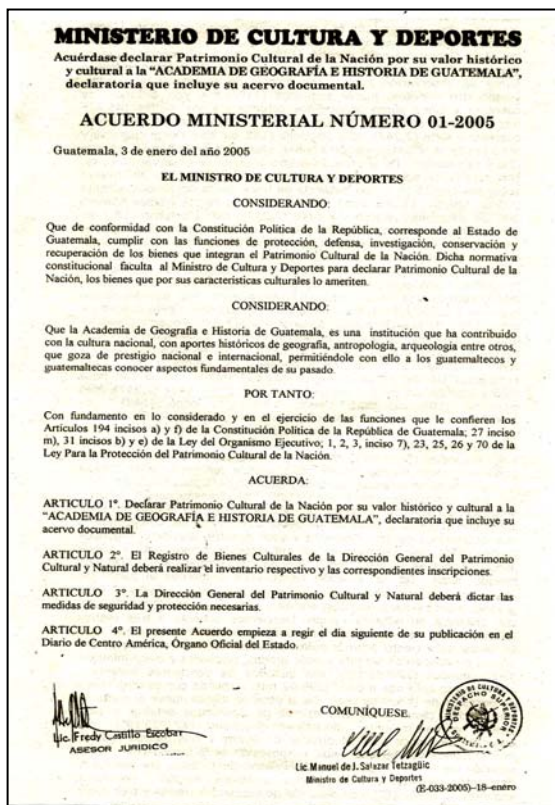 MINISTERIO DE CULTURA Y DEPORTES
Acuérdase declarar Patrimonio Cultural de la Nación por su valor histórico
y cultural a la “ACADEMIA DE GEOGRAFÍA E HISTORIA DE GUATEMALA”,
declaratoria que incluye su acervo documental.
ACUERDO MINISTERIAL NÚMERO 01-2005
Guatemala, 3 de enero del año 2005
EL MINISTRO DE CULTURA Y DEPORTES
CONSIDERANDO:
Que de conformidad con la Constitución Política de la República, corresponde al Estado de
Guatemala, cumplir con las funciones de protección, defensa, investigación, conservación y
recuperación de los bienes que integran el Patrimonio Cultural de la Nación. Dicha normativa
constitucional faculta al Ministro de Cultura y Deportes para declarar Patrimonio Cultural de la
Nación, los bienes que por sus características culturales lo ameriten.
CONSIDERANDO:
Que la Academia de Geografía e Historia de Guatemala, es una institución que ha contribuido
con la cultura nacional, con aportes históricos de geografía, antropología, arqueología entre otros,
que goza de prestigio nacional e internacional, permitiéndole con ello a los guatemaltecos y
guatemaltecas conocer aspectos fundamentales de su pasado.
POR TANTO:
Con fundamento en lo considerado y en el ejercicio de las funciones que le confieren los
Artículos 194 incisos a) y f) de la Constitución Política de la República de Guatemala; 27 inciso
m), 31 incisos b) y e) de la Ley del Organismo Ejecutivo; 1, 2, 3, inciso 7), 23, 25, 26 y 70 de la
Ley Para la Protección del Patrimonio Cultural de la Nación.
ACUERDA:
ARTICULO 1º. Declarar Patrimonio Cultural de la Nación por su valor histórico y cultural a la
“ACADEMIA DE GEOGRAFÍA E HISTORIA DE GUATEMALA”, declaratoria que incluye su
acervo documental.
ARTICULO 2º. El Registro de Bienes Culturales de la Dirección General del Patrimonio
Cultural y Natural deberá realizar el inventario respectivo y las correspondientes inscripciones.
ARTICULO 3º. La Dirección General del Patrimonio Cultural y Natural deberá dictar las
medidas de seguridad y protección necesarias.
ARTICULO 4º. El presente Acuerdo empieza a regir el día siguiente de su publicación en el
Diario de Centro América, Órgano Oficial del Estado.
COMUNÍQUESE.
MINISTERIO DE CULTURA Y DEPORTES
DESPACHO SUPERIOR
Lic. Fredy Castillo Escobar
ASESOR JURIDICO
Lic. Manuel de J. Salazar Tetzagüic
Ministro de Cultura y Deportes
(E-033-2005)–18–enero